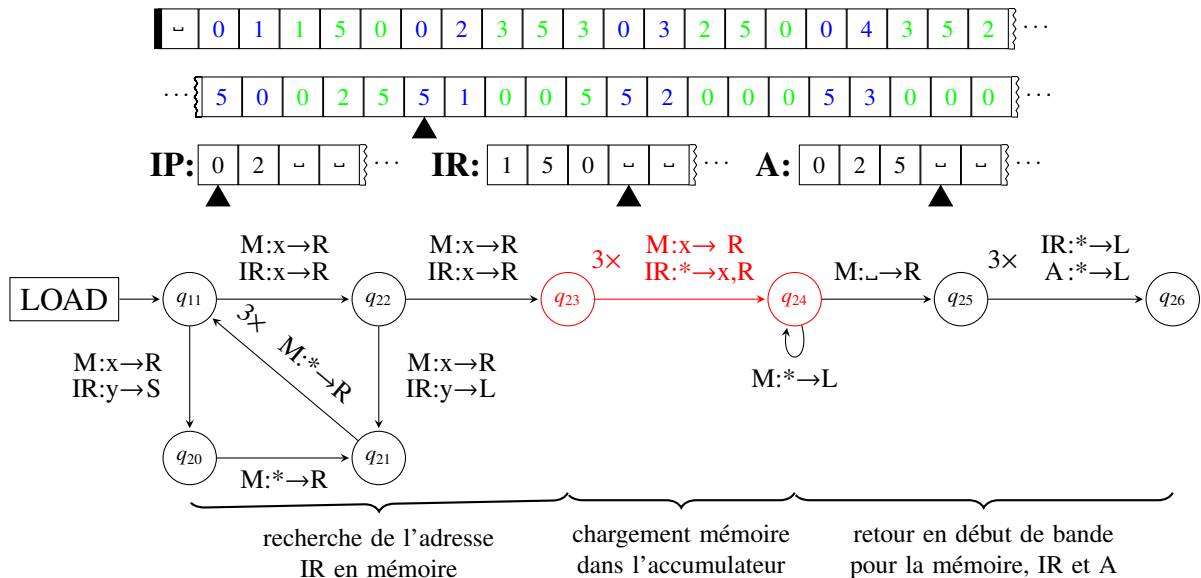 ␣ 0 1 1 5 0 0 2 3 5 3 0 3 2 5 0 0 4 3 5 2 ···
··· 5 0 0 2 5 5 1 0 0 5 5 2 0 0 0 5 3 0 0 0 ···
IP: 0 2 ␣ ␣ ··· IR: 1 5 0 ␣ ␣ ··· A: 0 2 5 ␣ ␣ ···
M:x→R M:x→R 3× M:x→ R IR:*→L
IR:x→R IR:x→R IR:*→x,R M:␣→R 3× A :*→L
LOAD q11 q22 q23 q24 q25 q26
3×
M:*→R
M:x→R M:x→R
IR:y→S IR:y→L M:*→L
q20 q21
M:*→R
recherche de l'adresse chargement mémoire retour en début de bande
IR en mémoire dans l'accumulateur pour la mémoire, IR et A